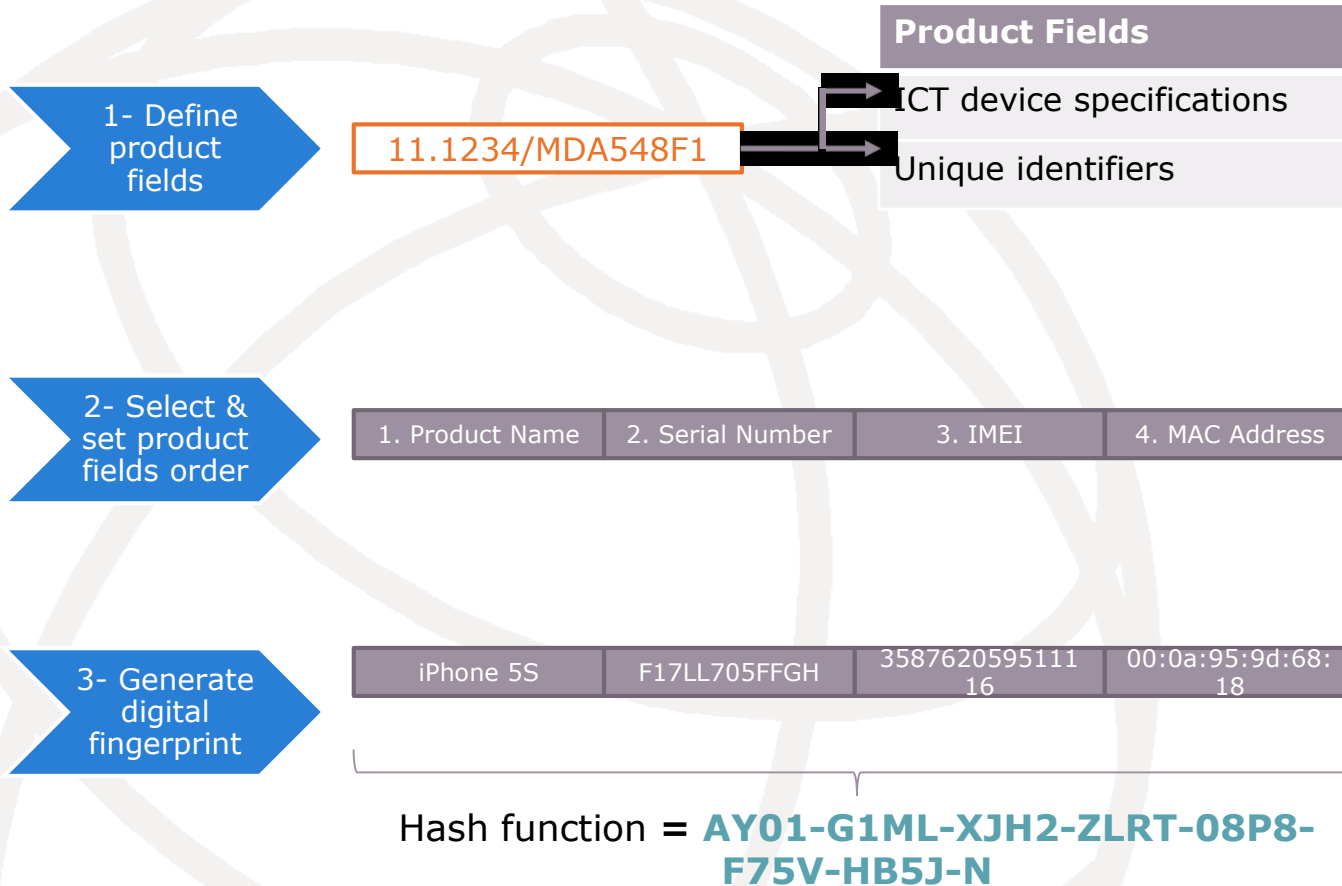 Product Fields
1- Define
product
fields
11.1234/MDA548F1
ICT device specifications
Unique identifiers
2- Select &
set product
fields order
1. Product Name
2. Serial Number
3. IMEI
4. MAC Address
3- Generate
digital
fingerprint
iPhone 5S
F17LL705FFGH
3587620595111
16
00:0a:95:9d:68:
18
Hash function = AY01-G1ML-XJH2-ZLRT-08P8-
F75V-HB5J-N